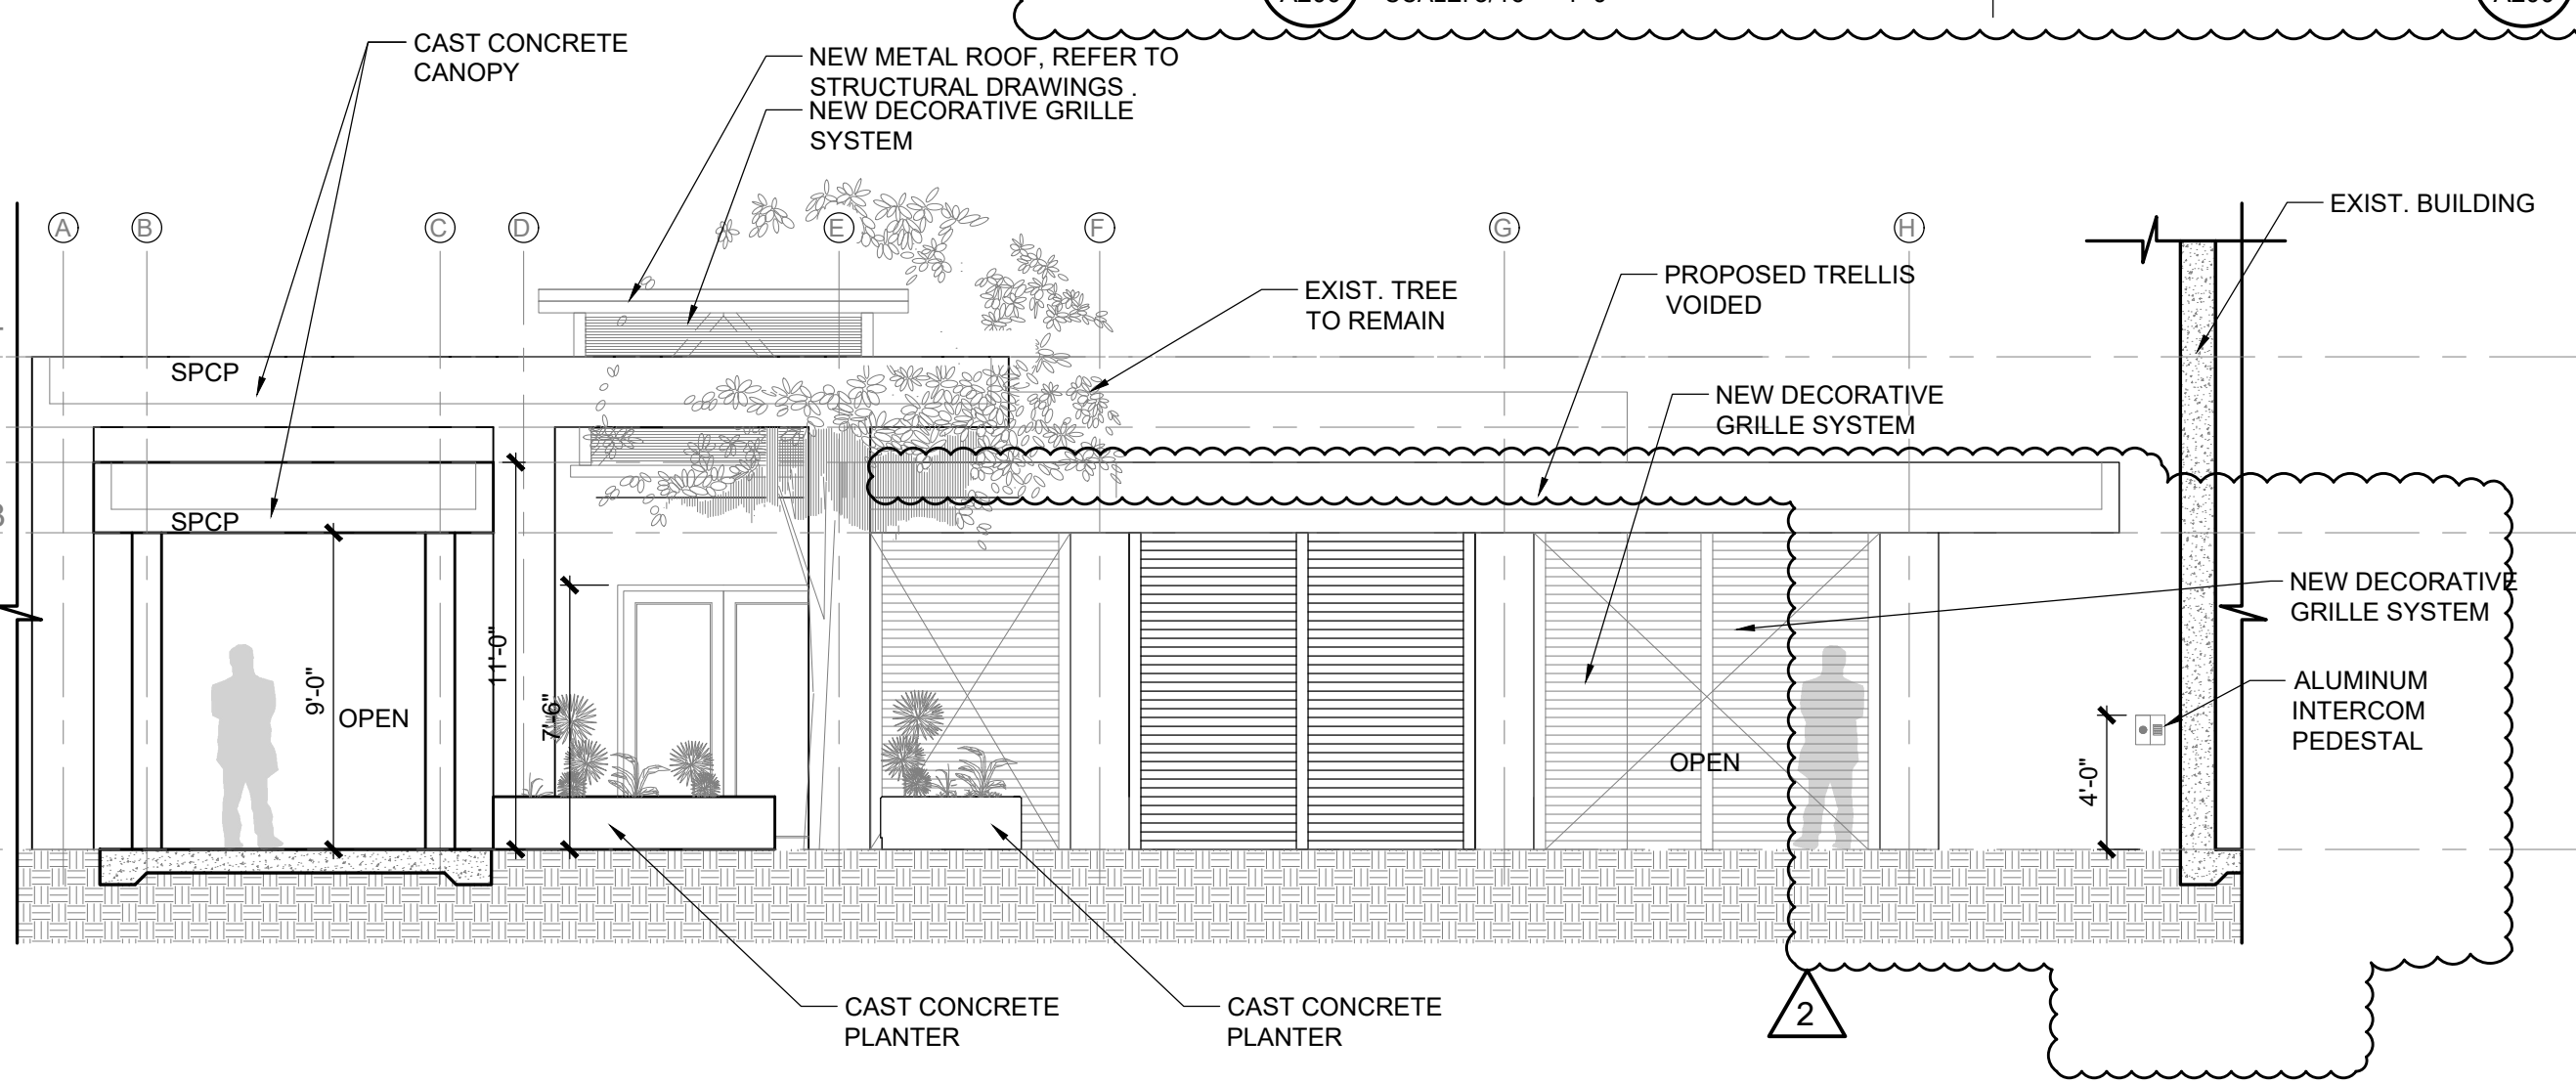 CAST CONCRETE
CANOPY
NEW METAL ROOF, REFER TO
STRUCTURAL DRAWINGS .
NEW DECORATIVE GRILLE
SYSTEM
EXIST. BUILDING
A
B
C
D
E
F
G
H
EXIST. TREE
TO REMAIN
PROPOSED TRELLIS
VOIDED
SPCP
NEW DECORATIVE
GRILLE SYSTEM
SPCP
NEW DECORATIVE
GRILLE SYSTEM
9'-0"
OPEN
11'-0"
7'-6"
OPEN
ALUMINUM
INTERCOM
PEDESTAL
4'-0"
CAST CONCRETE
PLANTER
CAST CONCRETE
PLANTER
2